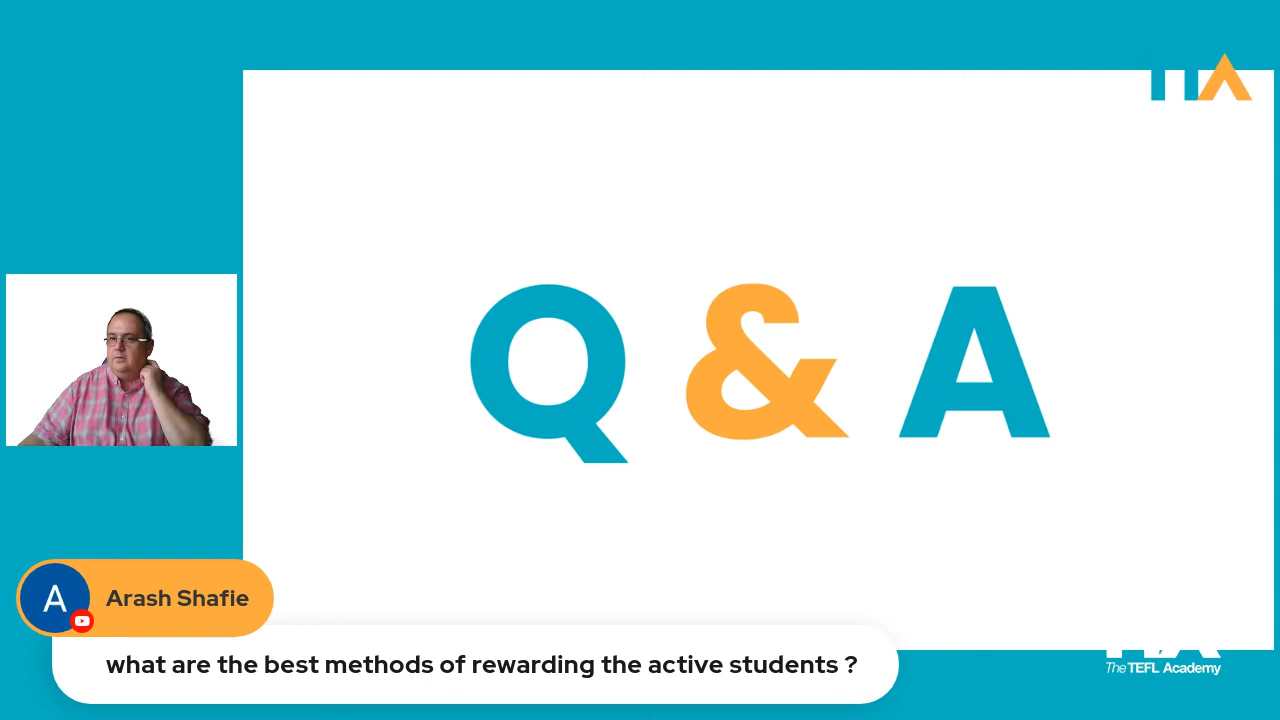 Q & A
A
Arash Shafie
what are the best methods of rewarding the active students ?
The TEFL Academy